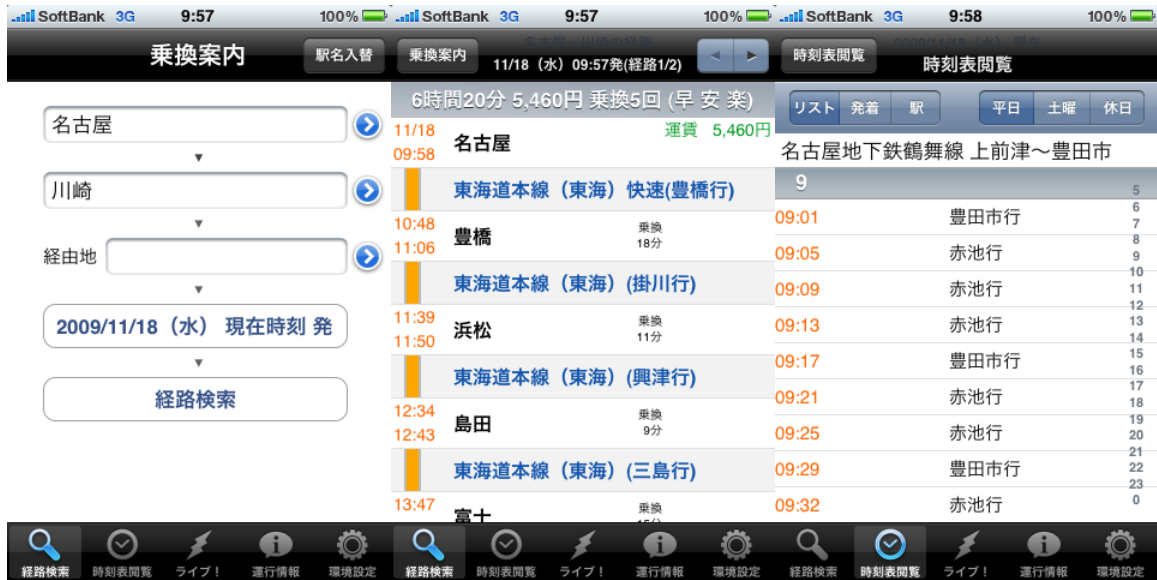 SoftBank 3G 9:57 100%
乗換案内
駅名入替
名古屋
▼
川崎
▼
経由地
▼
2009/11/18（水） 現在時刻 発
▼
経路検索
経路検索 時刻表閲覧 ライブ！ 運行情報 環境設定
SoftBank 3G 9:57 100%
名古屋〜川崎の経路
乗換案内
11/18（水）09:57発(経路1/2)
6時間20分 5,460円 乗換5回 (早 安 楽)
11/18
09:58
名古屋
運賃 5,460円
東海道本線（東海）快速(豊橋行)
10:48
11:06
豊橋
乗換
18分
東海道本線（東海）(掛川行)
11:39
11:50
浜松
乗換
11分
東海道本線（東海）(興津行)
12:34
12:43
島田
乗換
9分
東海道本線（東海）(三島行)
13:47
富士
乗換
経路検索 時刻表閲覧 ライブ！ 運行情報 環境設定
SoftBank 3G 9:58 100%
時刻表閲覧
時刻表閲覧
リスト 発着 駅
平日 土曜 休日
名古屋地下鉄鶴舞線 上前津〜豊田市
9
09:01 豊田市行
09:05 赤池行
09:09 赤池行
09:13 赤池行
09:17 豊田市行
09:21 赤池行
09:25 赤池行
09:29 豊田市行
09:32 赤池行
5
6
7
8
9
10
11
12
13
14
15
16
17
18
19
20
21
22
23
0
経路検索 時刻表閲覧 ライブ！ 運行情報 環境設定